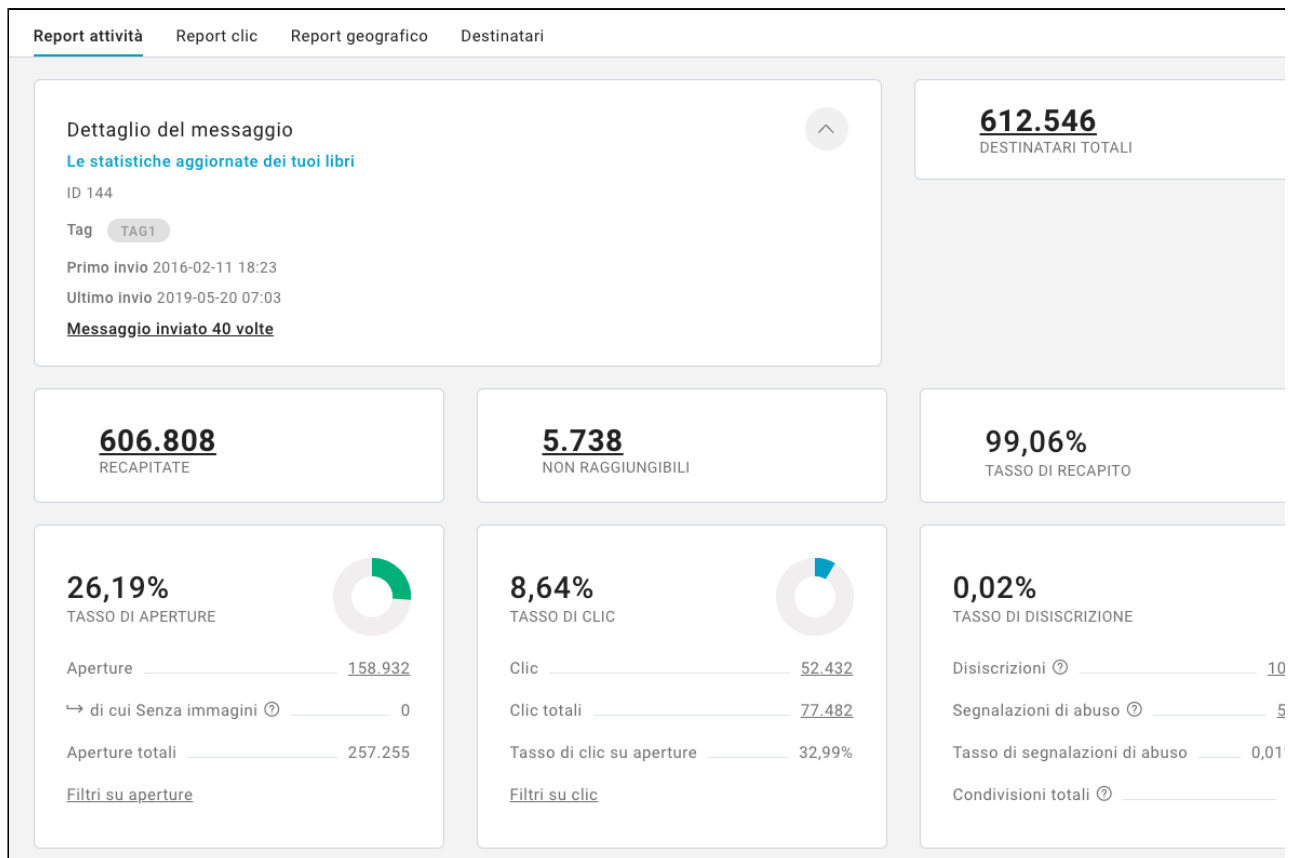 Report attività Report clic Report geografico Destinatari
Dettaglio del messaggio
Le statistiche aggiornate dei tuoi libri
ID 144
Tag TAG1
Primo invio 2016-02-11 18:23
Ultimo invio 2019-05-20 07:03
Messaggio inviato 40 volte
612.546
DESTINATARI TOTALI
606.808
RECAPITATE
5.738
NON RAGGIUNGIBILI
99,06%
TASSO DI RECAPITO
26,19%
TASSO DI APERTURE
Aperture 158.932
↪ di cui Senza immagini ? 0
Aperture totali 257.255
Filtri su aperture
8,64%
TASSO DI CLIC
Clic 52.432
Clic totali 77.482
Tasso di clic su aperture 32,99%
Filtri su clic
0,02%
TASSO DI DISISCRIZIONE
Disiscrizioni ?
Segnalazioni di abuso ?
Tasso di segnalazioni di abuso 0,01
Condivisioni totali ?